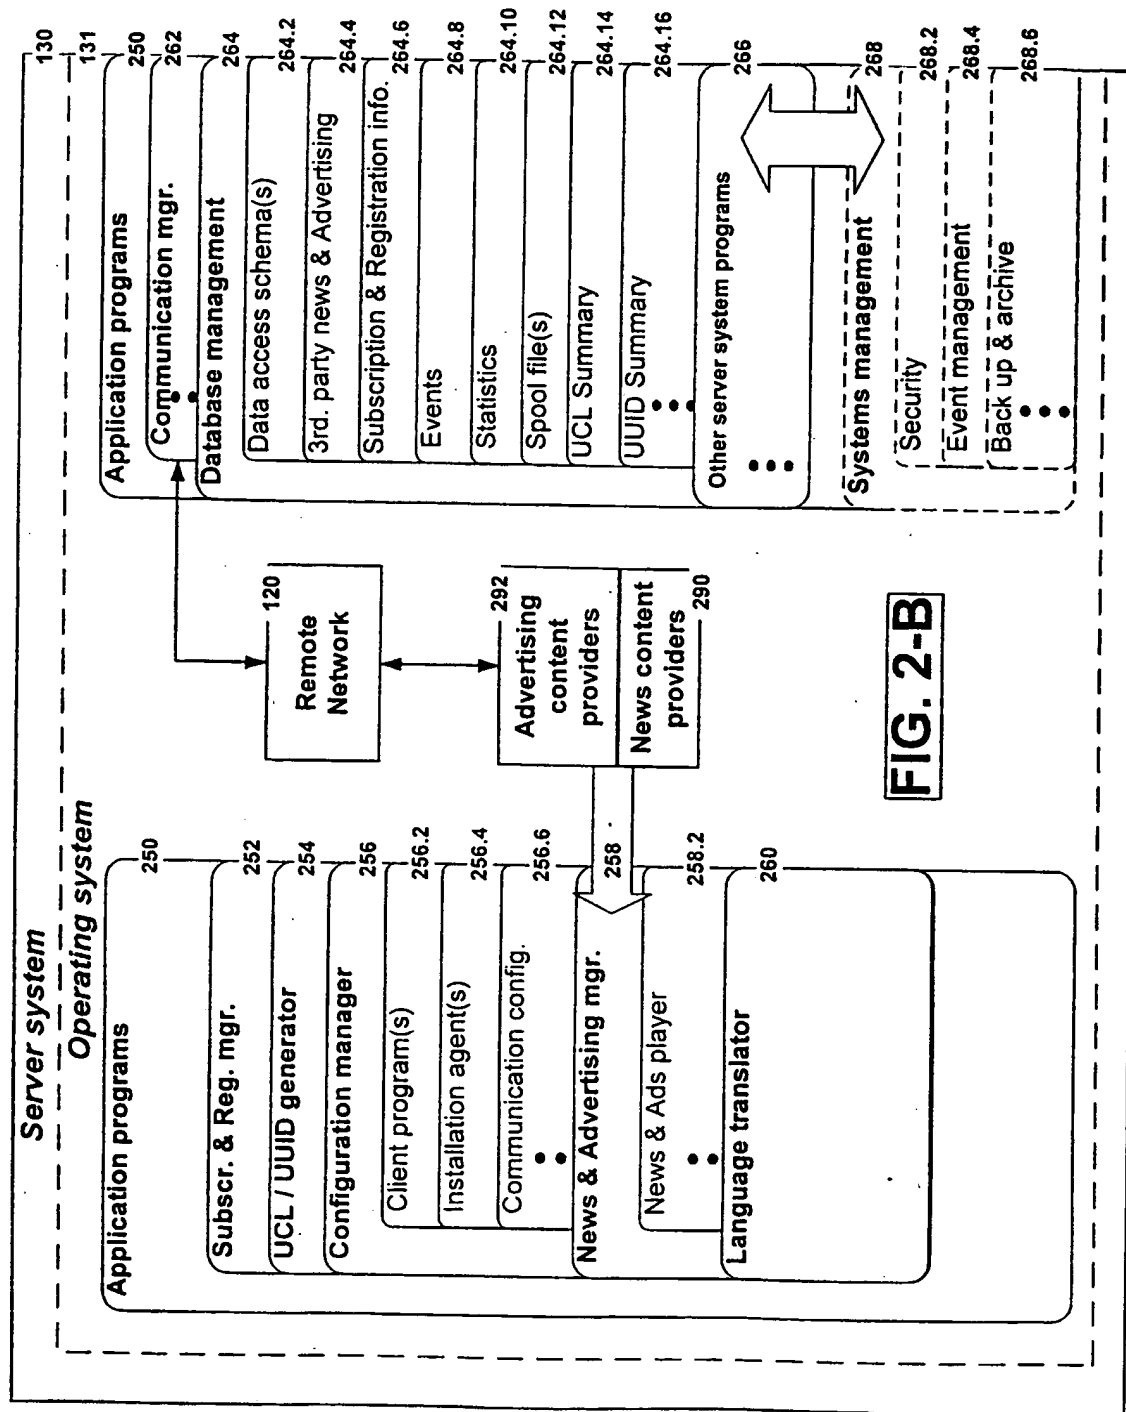 Server system
130
Operating system
131
Application programs
250
Subscr. & Reg. mgr.
252
UCL / UUID generator
254
Configuration manager
256
Client program(s)
256.2
Installation agent(s)
256.4
Communication config.
256.6
News & Advertising mgr.
258
News & Ads player
258.2
Language translator
260
Remote
Network
120
Advertising
content
providers
292
News content
providers
290
Application programs
250
Communication mgr.
262
Database management
264
Data access schema(s)
264.2
3rd. party news & Advertising
264.4
Subscription & Registration info.
264.6
Events
264.8
Statistics
264.10
Spool file(s)
264.12
UCL Summary
264.14
UUID Summary
264.16
Other server system programs
266
Systems management
268
Security
268.2
Event management
268.4
Back up & archive
268.6
FIG. 2-B